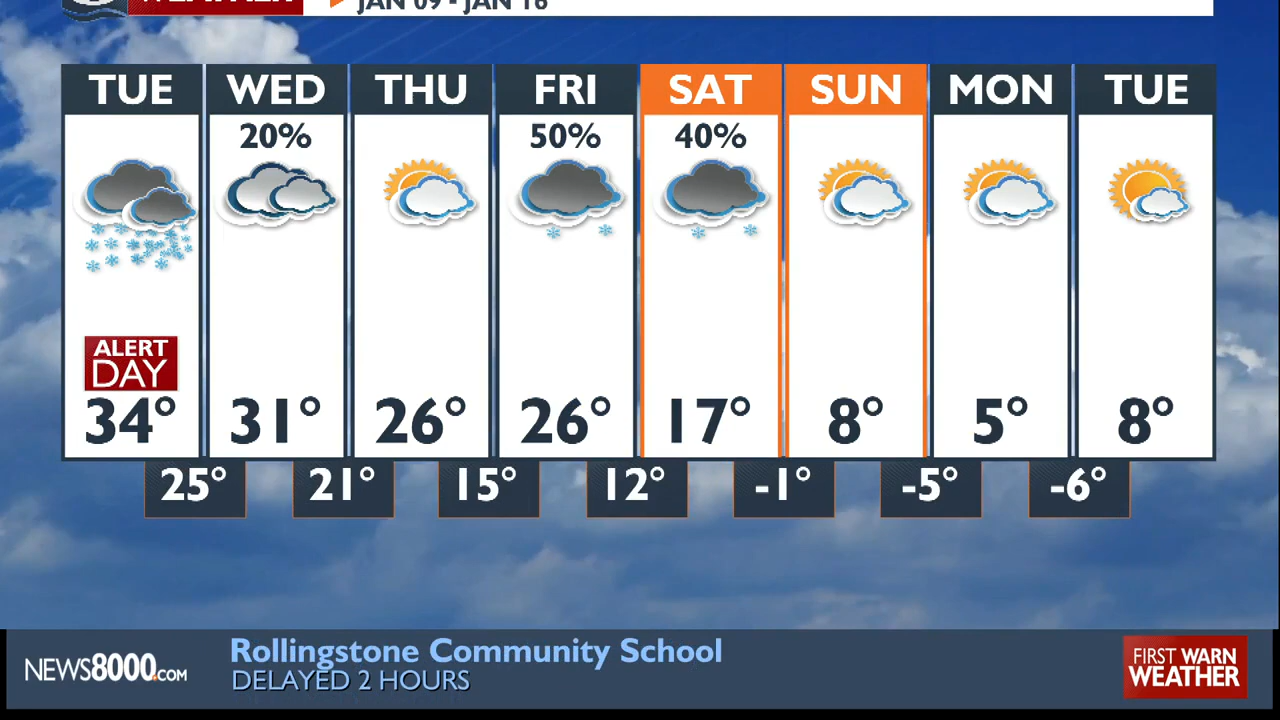 WEATHER
JAN 09 - JAN 16
TUE WED THU FRI SAT SUN MON TUE
20% 50% 40%
ALERT
DAY
34° 31° 26° 26° 17° 8° 5° 8°
25° 21° 15° 12° -1° -5° -6°
NEWS8000.COM
Rollingstone Community School
DELAYED 2 HOURS
FIRST WARN
WEATHER